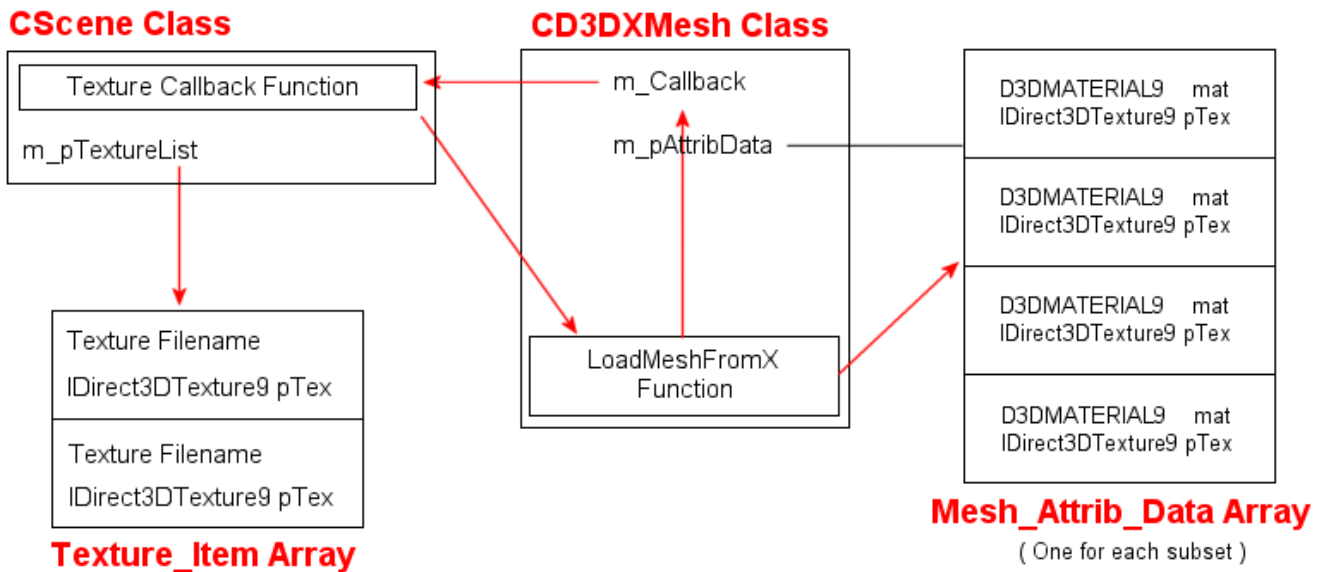 CScene Class
Texture Callback Function
m_pTextureList
Texture Filename
IDirect3DTexture9 pTex
Texture Filename
IDirect3DTexture9 pTex
Texture_Item Array
CD3DXMesh Class
m_Callback
m_pAttribData
LoadMeshFromX
Function
D3DMATERIAL9 mat
IDirect3DTexture9 pTex
D3DMATERIAL9 mat
IDirect3DTexture9 pTex
D3DMATERIAL9 mat
IDirect3DTexture9 pTex
D3DMATERIAL9 mat
IDirect3DTexture9 pTex
Mesh_Attrib_Data Array
( One for each subset )